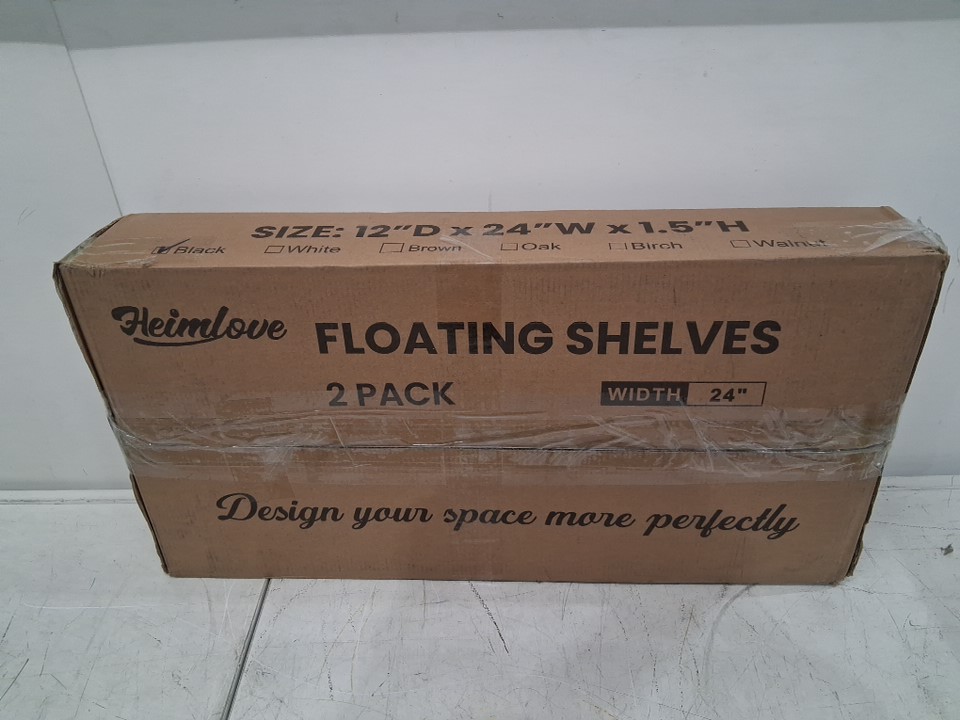 SIZE: 12"D x 24"W x 1.5"H
Black White Brown Oak Birch Walnut
Heimlove
FLOATING SHELVES
2 PACK
WIDTH 24"
Design your space more perfectly